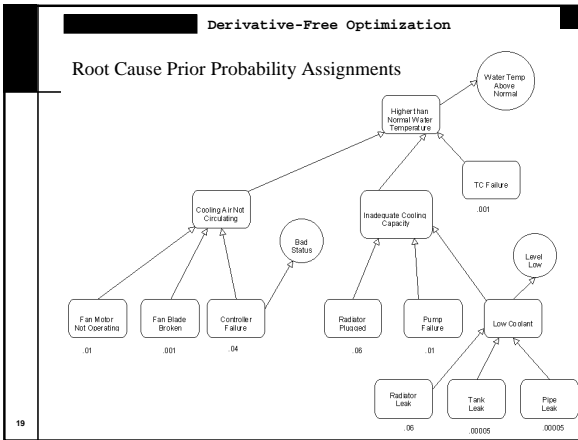 Derivative-Free Optimization
Root Cause Prior Probability Assignments
Water Temp
Above
Normal
Higher than
Normal Water
Temperature
TC Failure
.001
Cooling Air Not
Circulating
Inadequate Cooling
Capacity
Bad
Status
Level
Low
Fan Motor
Not Operating
Fan Blade
Broken
Controller
Failure
Radiator
Plugged
Pump
Failure
Low Coolant
.01
.001
.04
.06
.01
Radiator
Leak
Tank
Leak
Pipe
Leak
.06
.00005
.00005
19